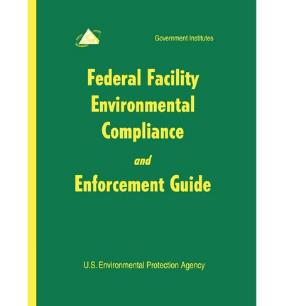 Government Institutes
Federal Facility
Environmental
Compliance
and
Enforcement Guide
U.S. Environmental Protection Agency